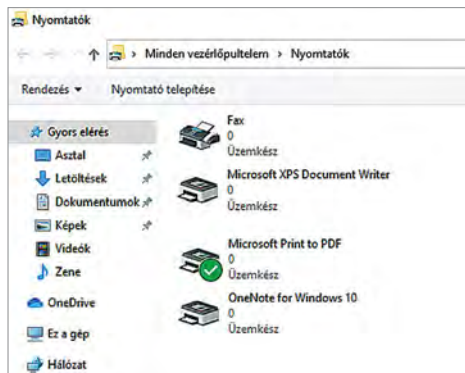 Nyomtatók
Minden vezérlőpultelem > Nyomtatók
Rendezés Nyomtató telepítése
Gyors elérés
Asztal
Letöltések
Dokumentumok
Képek
Videók
Zene
OneDrive
Ez a gép
Hálózat
Fax
0
Üzemkész
Microsoft XPS Document Writer
0
Üzemkész
Microsoft Print to PDF
0
Üzemkész
OneNote for Windows 10
0
Üzemkész